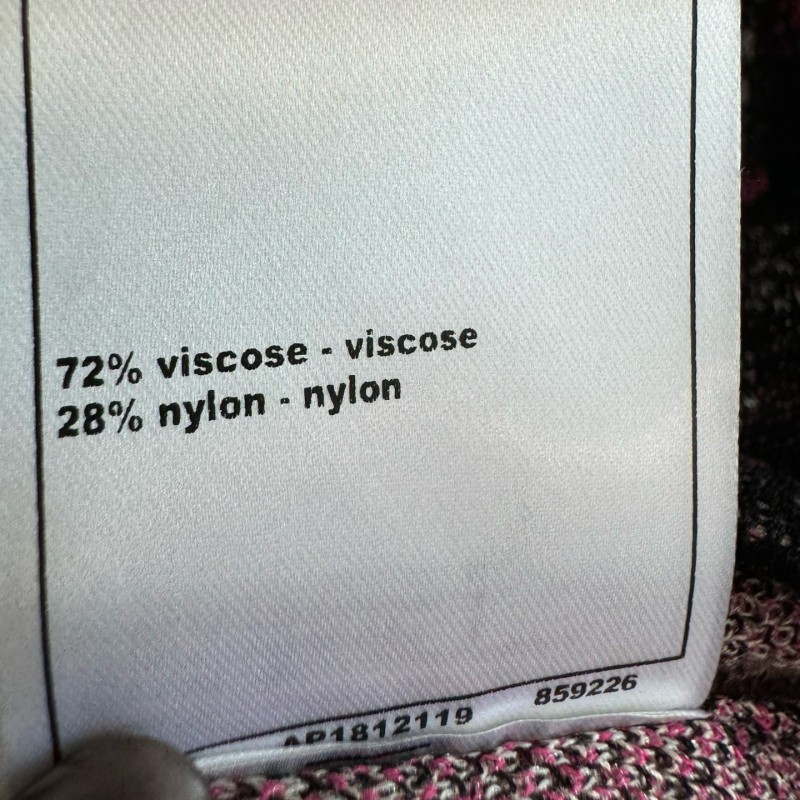 72% viscose - viscose
28% nylon - nylon
AP1812119 859226